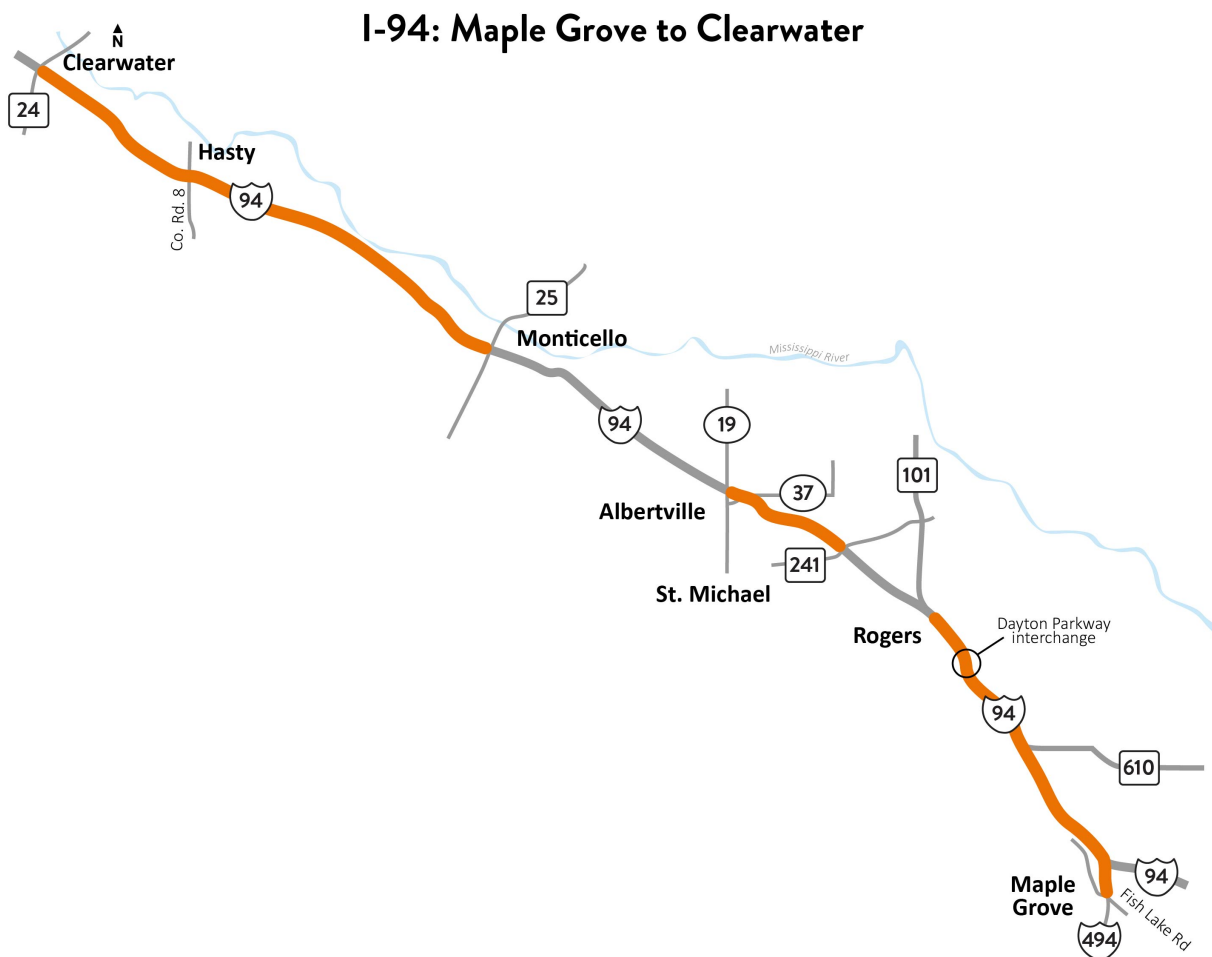 I-94: Maple Grove to Clearwater
N
Clearwater
24
Hasty
Co. Rd. 8
94
25
Monticello
Mississippi River
94
19
37
101
Albertville
241
St. Michael
Rogers
Dayton Parkway
interchange
94
610
94
Maple
Grove
Fish Lake Rd
494